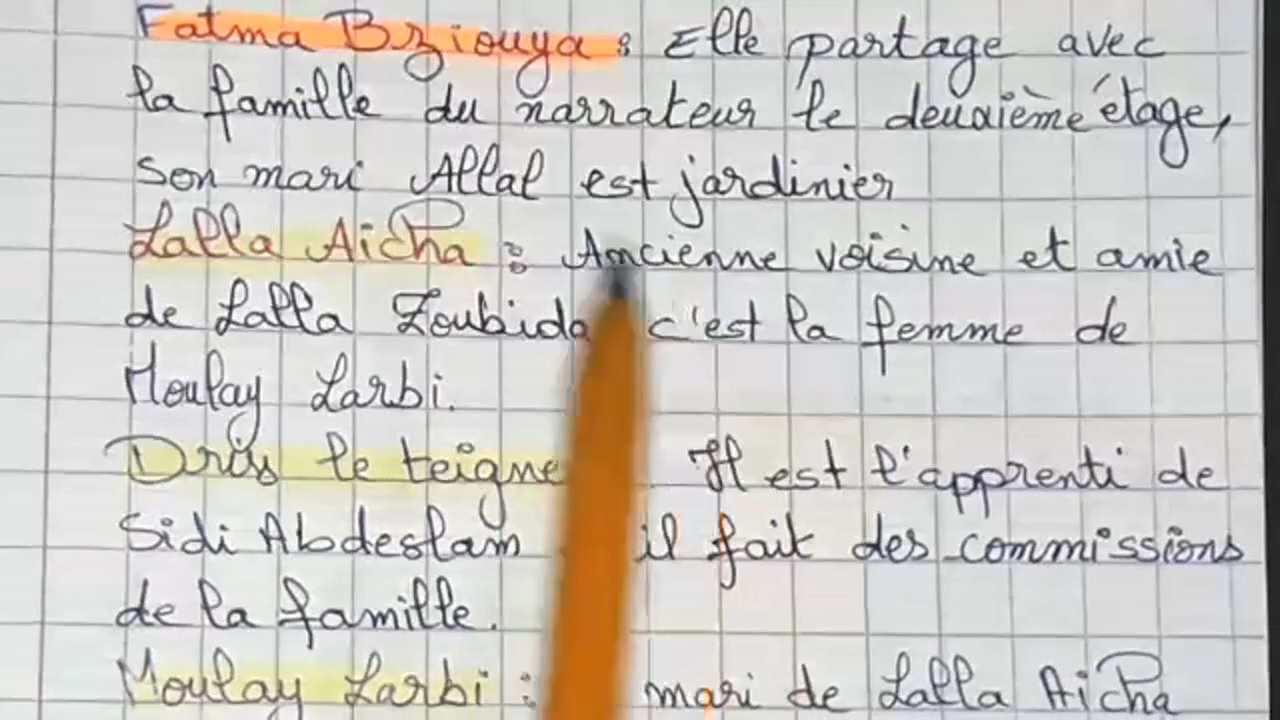 Fatma Bziouya : Elle partage avec
la famille du narrateur le deuxième étage,
son mari Allal est jardinier
Lalla Aicha : Ancienne voisine et amie
de Lalla Zoubida c'est la femme de
Moulay Larbi.
Driss le teigne Il est l'apprenti de
Sidi Abdeslam il fait des commissions
de la famille.
Moulay Larbi : mari de Lalla Aicha